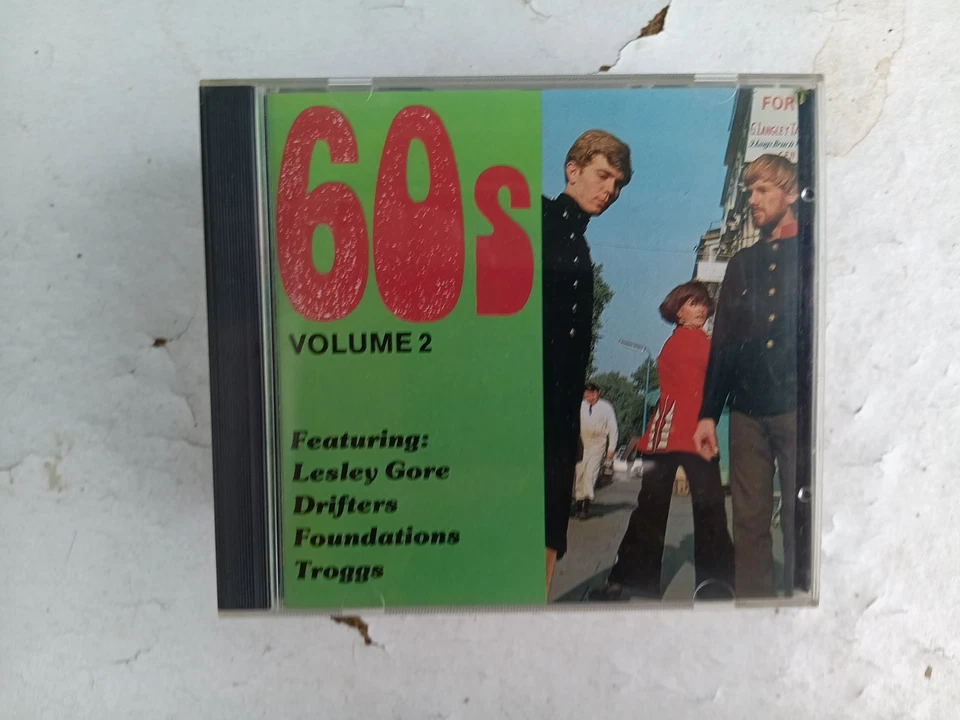 60s
VOLUME 2
Featuring:
Lesley Gore
Drifters
Foundations
Troggs
FOR